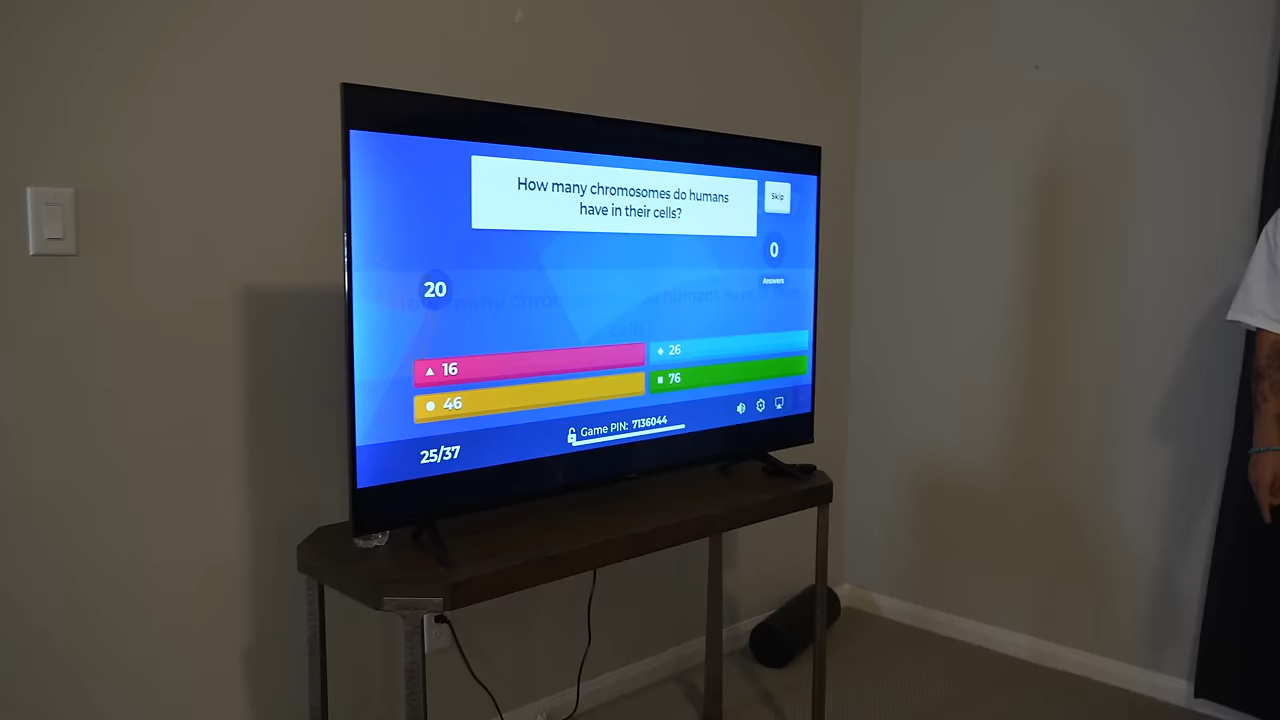 How many chromosomes do humans
have in their cells?
Skip
0
Answers
20
16
26
46
76
Game PIN: 7136044
25/37